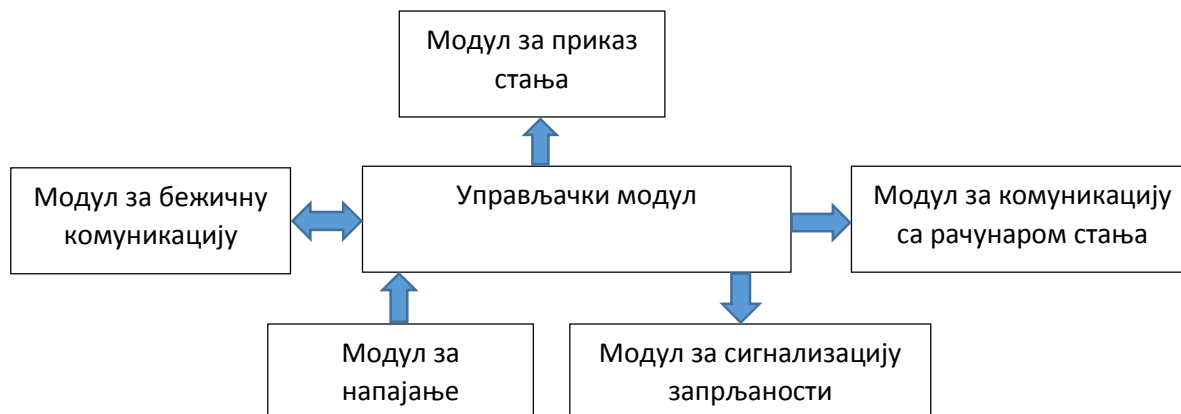 Модул за приказ
стања
Модул за бежичну
комуникацију
Управљачки модул
Модул за комуникацију
са рачунаром стања
Модул за
напајање
Модул за сигнализацију
запрљаности